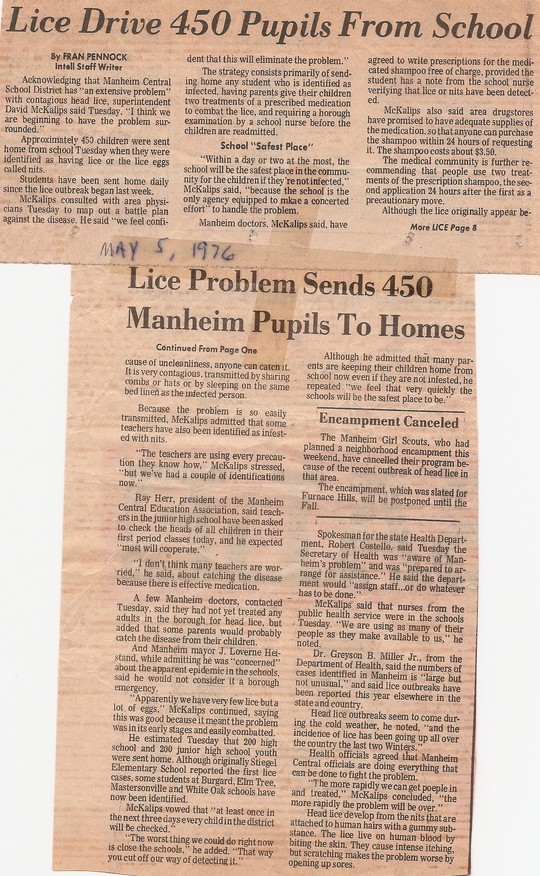 Lice Drive 450 Pupils From School
By FRAN PENNOCK
Intell Staff Writer
Acknowledging that Manheim Central
School District has "an extensive problem"
with contagious head lice, superintendent
David McKalips said Tuesday, "I think we
are beginning to have the problem sur-
rounded."
Approximately 450 children were sent
home from school Tuesday when they were
identified as having lice or the lice eggs
called nits.
Students have been sent home daily
since the lice outbreak began last week.
McKalips consulted with area physi-
cians Tuesday to map out a battle plan
against the disease. He said "we feel confi-
dent that this will eliminate the problem."
The strategy consists primarily of send-
ing home any student who is identified as
infected, having parents give their children
two treatments of a prescribed medication
to combat the lice, and requiring a horough
examination by a school nurse before the
children are readmitted.
School "Safest Place"
"Within a day or two at the most, the
school will be the safest place in the commu-
nity for the children if they're not infected,"
McKalips said, "because the school is the
only agency equipped to mkae a concerted
effort" to handle the problem.
Manheim doctors, McKalips said, have
agreed to write prescriptions for the medi-
cated shampoo free of charge, provided the
student has a note from the school nurse
verifying that lice or nits have been detect-
ed.
McKalips also said area drugstores
have promised to have adequate supplies of
the medication, so that anyone can purchase
the shampoo within 24 hours of requesting
it. The shampoo costs about $3.50.
The medical community is further re-
commending that people use two treat-
ments of the prescription shampoo, the sec-
ond application 24 hours after the first as a
precautionary move.
Although the lice originally appear be-
More LICE Page 8
MAY 5, 1976
Lice Problem Sends 450
Manheim Pupils To Homes
Continued From Page One
cause of uncleanliness, anyone can catch it.
It is very contagious, transmitted by sharing
combs or hats or by sleeping on the same
bed linen as the infected person.
Because the problem is so easily
transmitted, McKalips admitted that some
teachers have also been identified as infest-
ed with nits.
"The teachers are using every precau-
tion they know how," McKalips stressed,
"but we've had a couple of identifications
now."
Ray Herr, president of the Manheim
Central Education Association, said teach-
ers in the junior high school have been asked
to check the heads of all children in their
first period classes today, and he expected
"most will cooperate."
"I don't think many teachers are wor-
ried," he said, about catching the disease
because there is effective medication.
A few Manheim doctors, contacted
Tuesday, said they had not yet treated any
adults in the borough for head lice, but
added that some parents would probably
catch the disease from their children.
And Manheim mayor J. Loverne Hei-
stand, while admitting he was "concerned"
about the apparent epidemic in the schools,
said he would not consider it a borough
emergency.
"Apparently we have very few lice but a
lot of eggs," McKalips continued, saying
this was good because it meant the problem
was in its early stages and easily combatted.
He estimated Tuesday that 200 high
school and 200 junior high school youth
were sent home. Although originally Stiegel
Elementary School reported the first lice
cases, some students at Burgard, Elm Tree,
Mastersonville and White Oak schools have
now been identified.
McKalips vowed that "at least once in
the next three days every child in the district
will be checked."
"The worst thing we could do right now
is close the schools," he added. "That way
you cut off our way of detecting it."
Although he admitted that many par-
ents are keeping their children home from
school now even if they are not infested, he
repeated "we feel that very quickly the
schools will be the safest place to be."
Encampment Canceled
The Manheim Girl Scouts, who had
planned a neighborhood encampment this
weekend, have cancelled their program be-
cause of the recent outbreak of head lice in
that area.
The encampment, which was slated for
Furnace Hills, will be postponed until the
Fall.
Spokesman for the state Health Depart-
ment, Robert Costello, said Tuesday the
Secretary of Health was "aware of Man-
heim's problem" and was "prepared to ar-
range for assistance." He said the depart-
ment would "assign staff...or do whatever
has to be done."
McKalips said that nurses from the
public health service were in the schools
Tuesday. "We are using as many of their
people as they make available to us," he
noted.
Dr. Greyson B. Miller Jr., from the
Department of Health, said the numbers of
cases identified in Manheim is "large but
not unusual," and said lice outbreaks have
been reported this year elsewhere in the
state and country.
Head lice outbreaks seem to come dur-
ing the cold weather, he noted, "and the
incidence of lice has been going up all over
the country the last two Winters."
Health officials agreed that Manheim
Central officials are doing everything that
can be done to fight the problem.
"The more rapidly we can get poeple in
and treated," McKalips concluded, "the
more rapidly the problem will be over."
Head lice develop from the nits that are
attached to human hairs with a gummy sub-
stance. The lice live on human blood by
biting the skin. They cause intense itching,
but scratching makes the problem worse by
opening up sores.